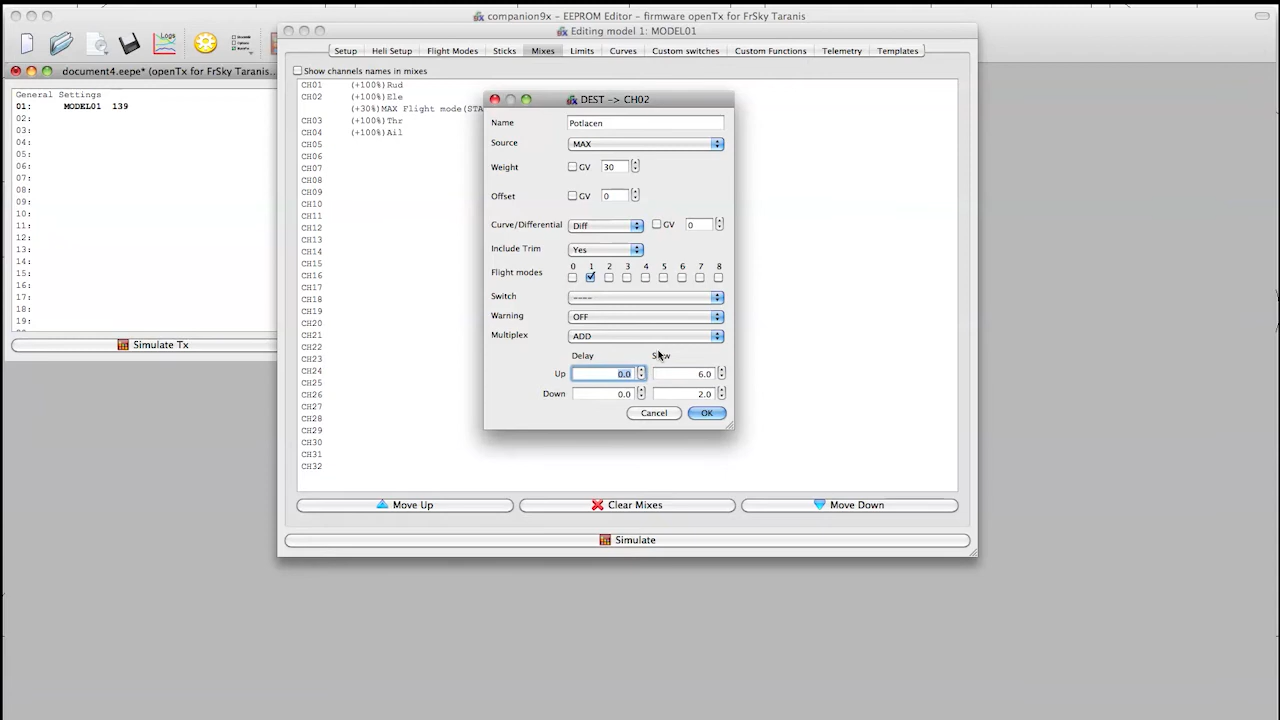 companion9x - EEPROM Editor - firmware openTx for FrSky Taranis
Editing model 1: MODEL01
Logs
Setup Heli Setup Flight Modes Sticks Mixes Limits Curves Custom switches Custom Functions Telemetry Templates
document4.eepe* (openTx for FrSky Taranis...
Show channels names in mixes
General Settings
01: MODEL01 139
02:
03:
04:
05:
06:
07:
08:
09:
10:
11:
12:
13:
14:
15:
16:
17:
18:
19:
Simulate Tx
CH01 (+100%)Rud
CH02 (+100%)Ele
(+30%)MAX Flight mode(STA
CH03 (+100%)Thr
CH04 (+100%)Ail
CH05
CH06
CH07
CH08
CH09
CH10
CH11
CH12
CH13
CH14
CH15
CH16
CH17
CH18
CH19
CH20
CH21
CH22
CH23
CH24
CH25
CH26
CH27
CH28
CH29
CH30
CH31
CH32
DEST -> CH02
Name Potlacen
Source MAX
Weight GV 30
Offset GV 0
Curve/Differential Diff GV 0
Include Trim Yes
0 1 2 3 4 5 6 7 8
Flight modes
Switch ----
Warning OFF
Multiplex ADD
Delay
Up 0.0 6.0
Down 0.0 2.0
Cancel OK
Move Up Clear Mixes Move Down
Simulate